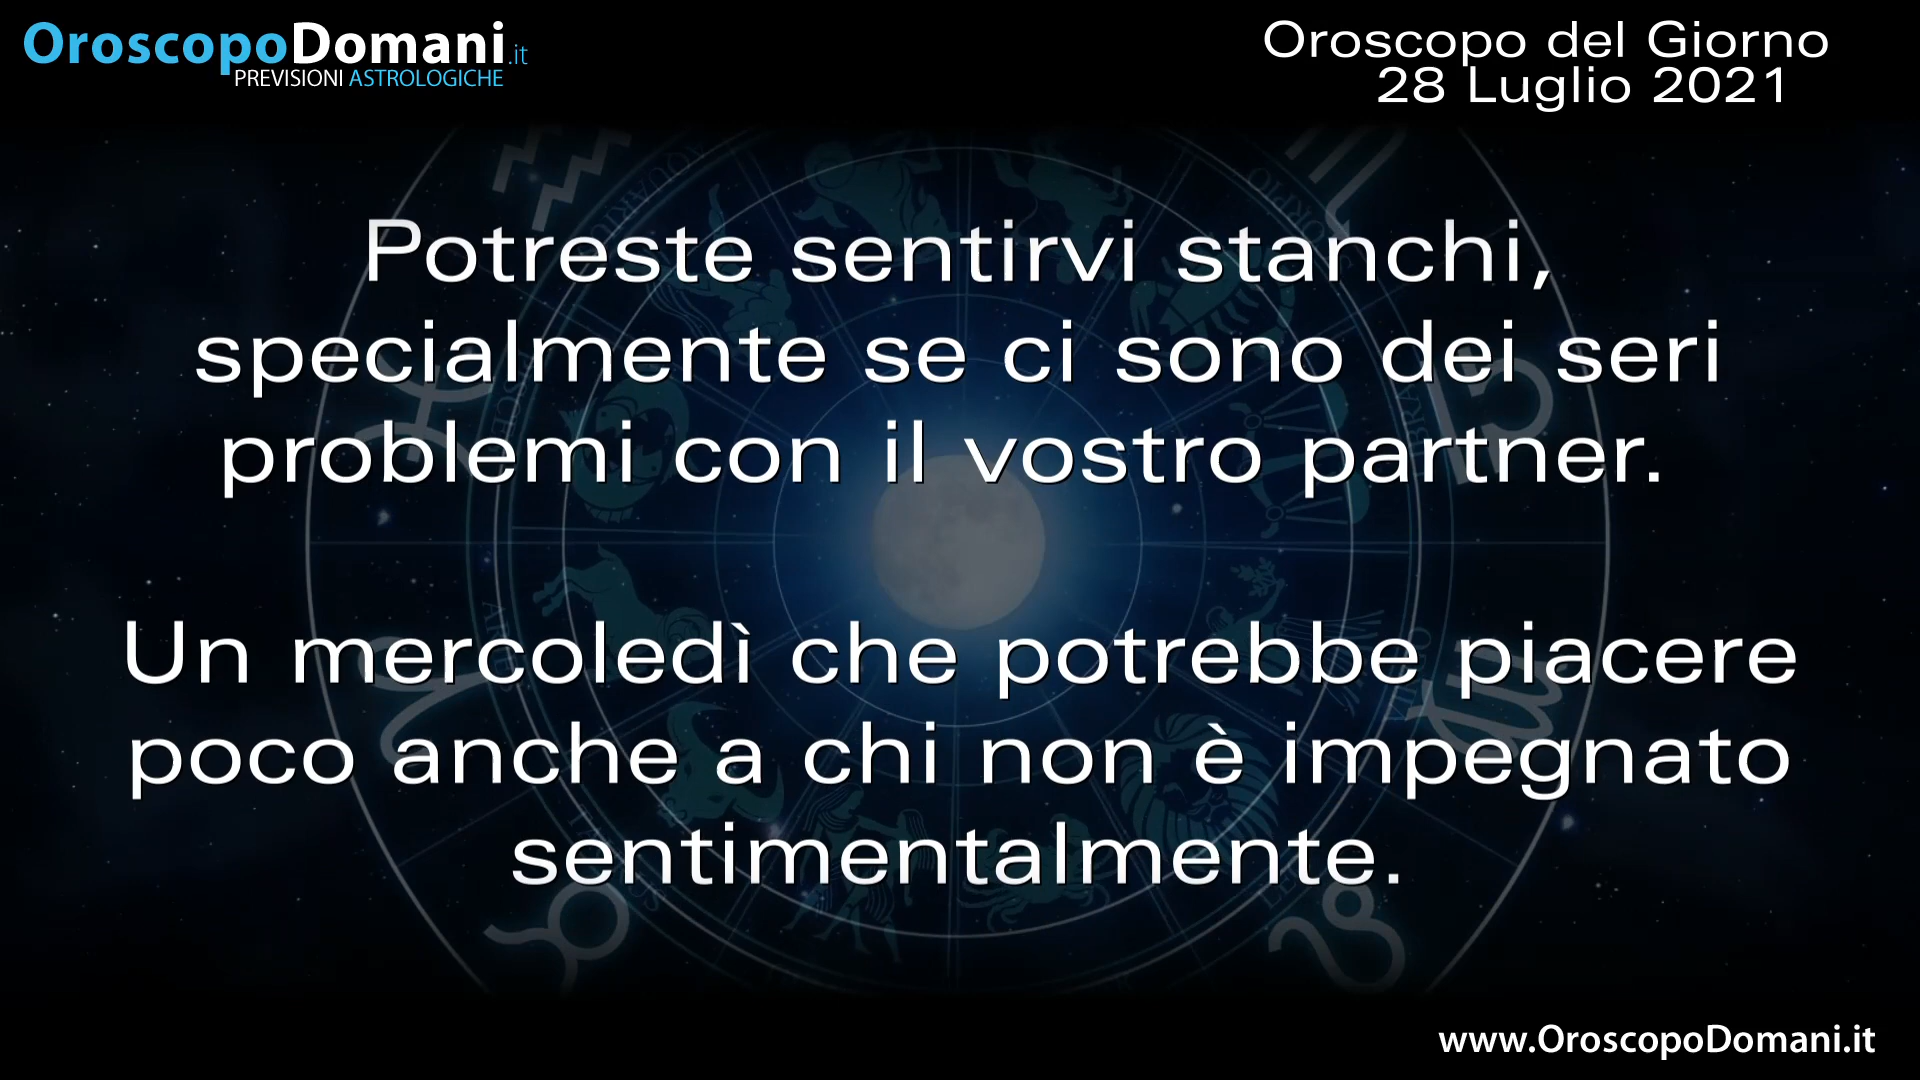 OroscopoDomani.it
PREVISIONI ASTROLOGICHE
Oroscopo del Giorno
28 Luglio 2021
Potreste sentirvi stanchi,
specialmente se ci sono dei seri
problemi con il vostro partner.
Un mercoledì che potrebbe piacere
poco anche a chi non è impegnato
sentimentalmente.
www.OroscopoDomani.it